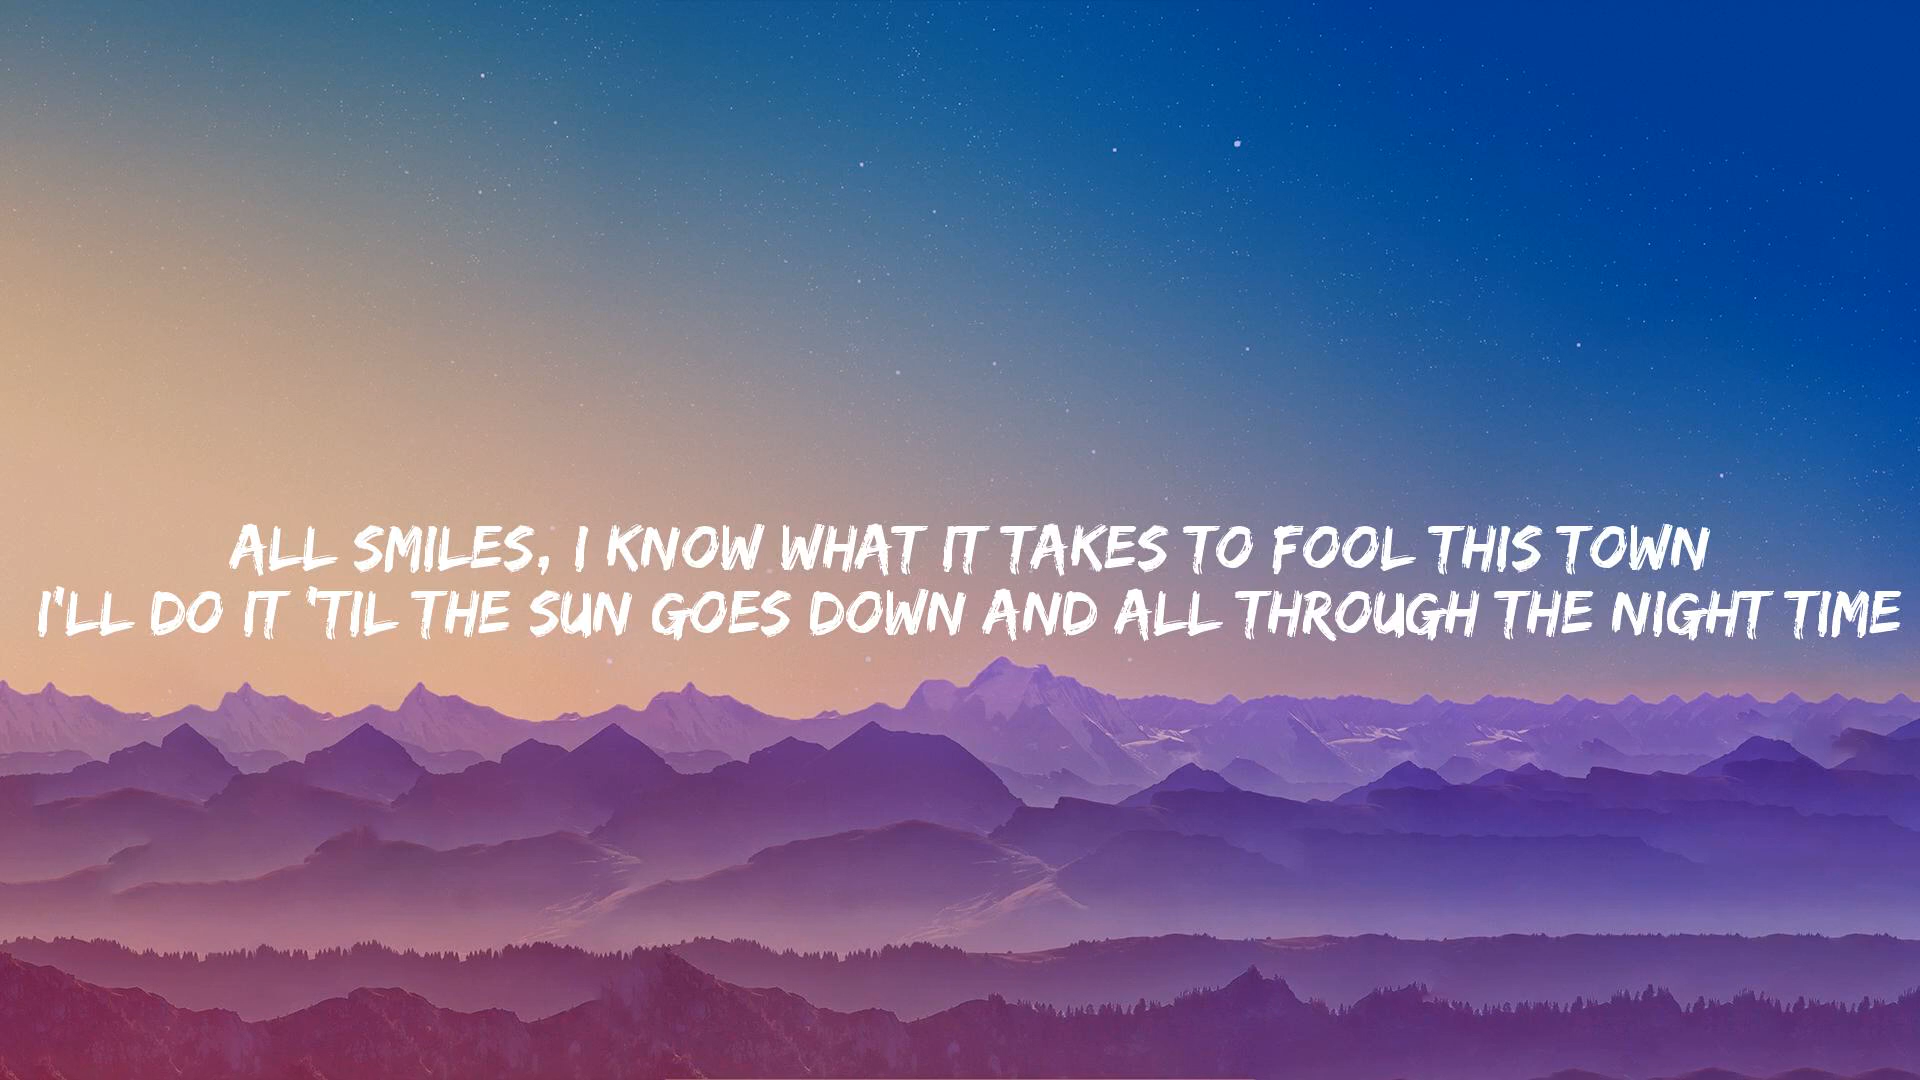 ALL SMILES, I KNOW WHAT IT TAKES TO FOOL THIS TOWN
I'LL DO IT 'TIL THE SUN GOES DOWN AND ALL THROUGH THE NIGHT TIME